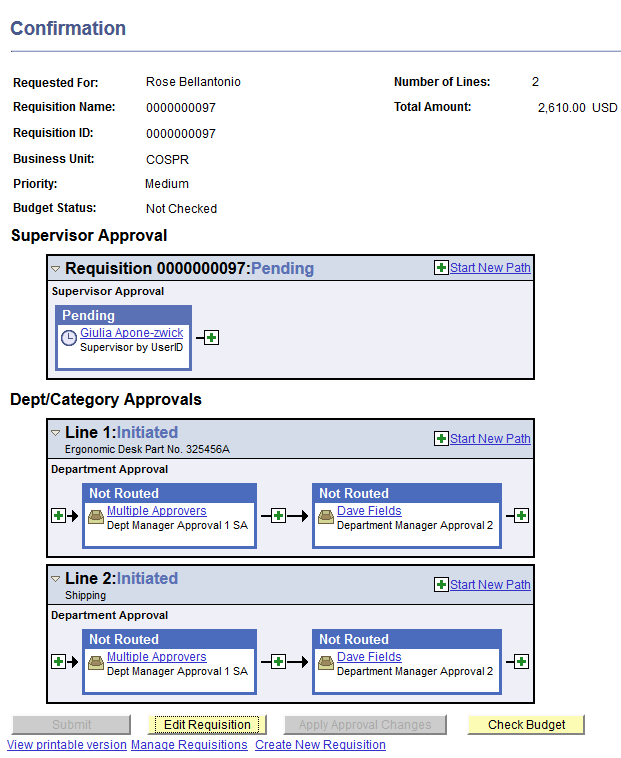 Confirmation
Requested For: Rose Bellantonio Number of Lines: 2
Requisition Name: 0000000097 Total Amount: 2,610.00 USD
Requisition ID: 0000000097
Business Unit: COSPR
Priority: Medium
Budget Status: Not Checked
Supervisor Approval
Requisition 0000000097:Pending Start New Path
Supervisor Approval
Pending
Giulia Apone-zwick
Supervisor by UserID
Dept/Category Approvals
Line 1:Initiated Start New Path
Ergonomic Desk Part No. 325456A
Department Approval
Not Routed Not Routed
Multiple Approvers Dave Fields
Dept Manager Approval 1 SA Department Manager Approval 2
Line 2:Initiated Start New Path
Shipping
Department Approval
Not Routed Not Routed
Multiple Approvers Dave Fields
Dept Manager Approval 1 SA Department Manager Approval 2
Submit Edit Requisition Apply Approval Changes Check Budget
View printable version Manage Requisitions Create New Requisition